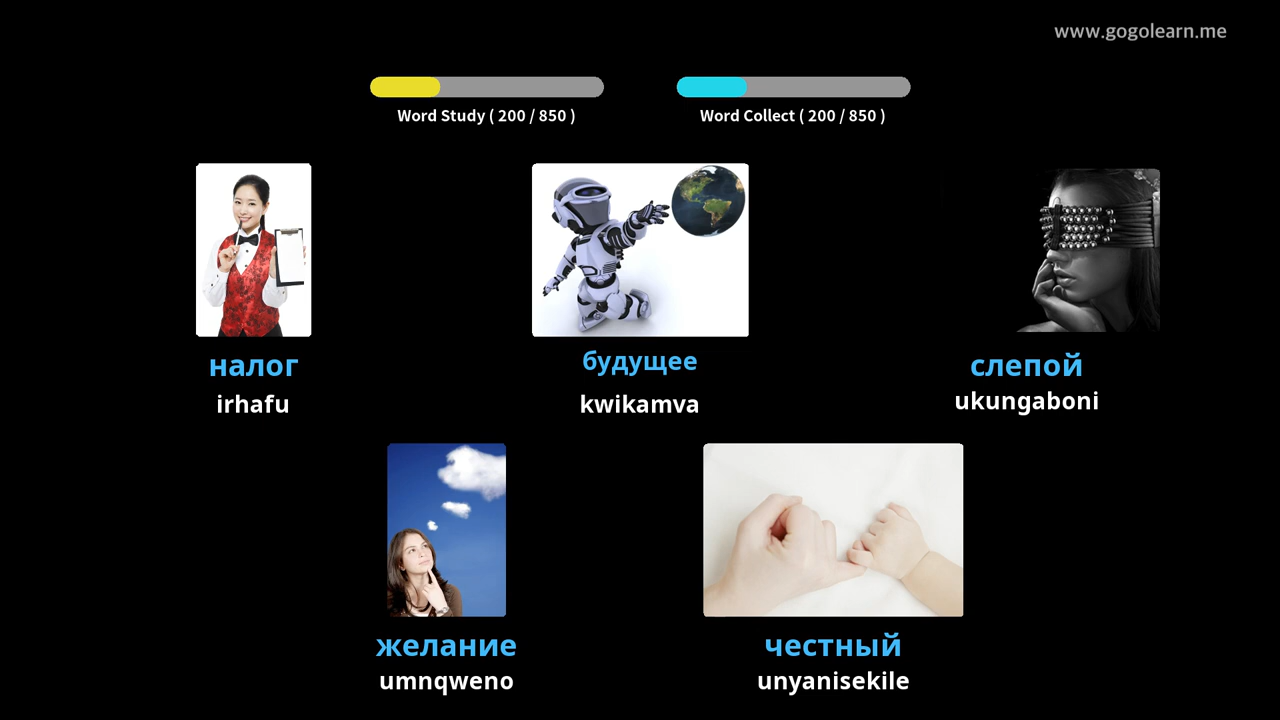 www.gogolearn.me
Word Study ( 200 / 850 )
Word Collect ( 200 / 850 )
налог
irhafu
будущее
kwikamva
слепой
ukungaboni
желание
umnqweno
честный
unyanisekile